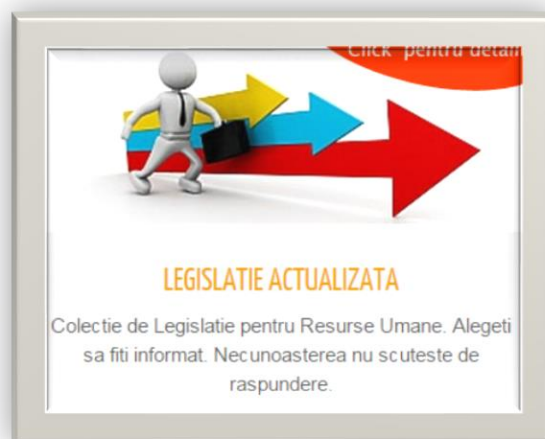 Click pentru detalii
LEGISLATIE ACTUALIZATA
Colectie de Legislatie pentru Resurse Umane. Alegeti
sa fiti informat. Necunoasterea nu scuteste de
raspundere.